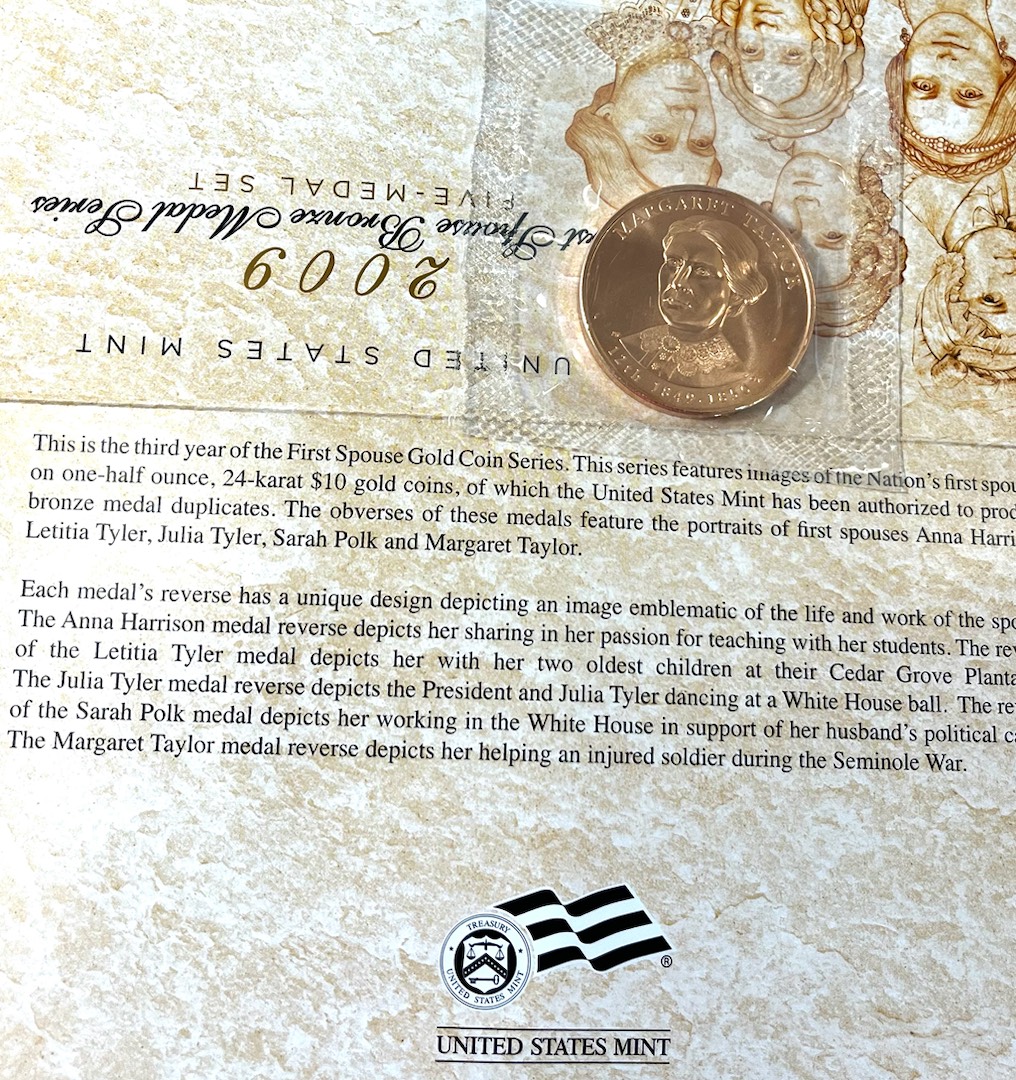 UNITED STATES MINT
2009
Spouse Bronze Medal Series
FIVE-MEDAL SET
MARGARET TAYLOR
12th 1849-1850
This is the third year of the First Spouse Gold Coin Series. This series features images of the Nation's first
on one-half ounce, 24-karat $10 gold coins, of which the United States Mint has been authorized to
bronze medal duplicates. The obverses of these medals feature the portraits of first spouses Anna
Letitia Tyler, Julia Tyler, Sarah Polk and Margaret Taylor.
Each medal's reverse has a unique design depicting an image emblematic of the life and work of the
The Anna Harrison medal reverse depicts her sharing in her passion for teaching with her students. The
of the Letitia Tyler medal depicts her with her two oldest children at their Cedar Grove
The Julia Tyler medal reverse depicts the President and Julia Tyler dancing at a White House ball. The
of the Sarah Polk medal depicts her working in the White House in support of her husband's political
The Margaret Taylor medal reverse depicts her helping an injured soldier during the Seminole War.
TREASURY
UNITED STATES MINT
®
UNITED STATES MINT